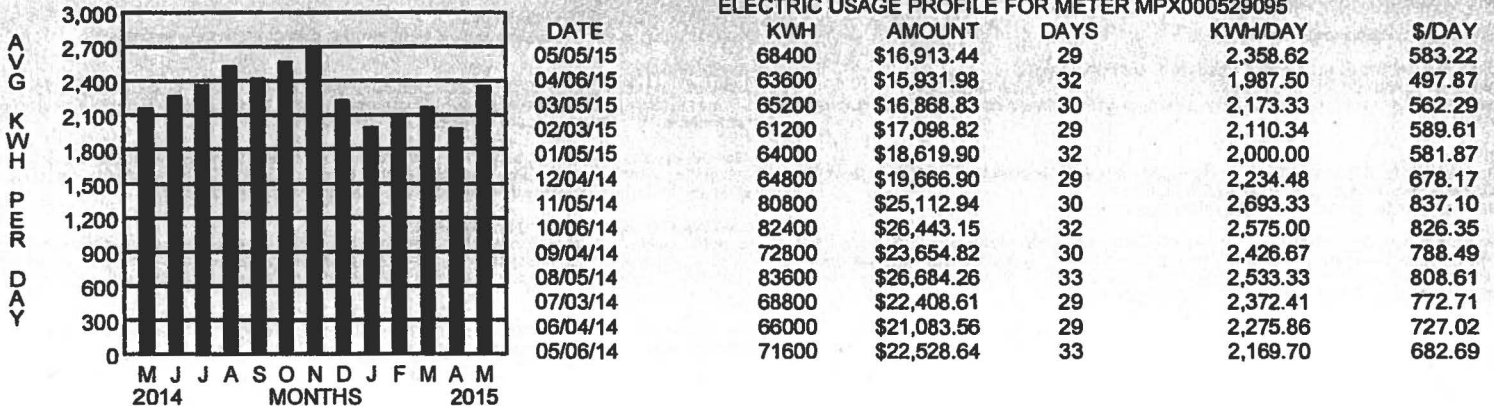 ELECTRIC USAGE PROFILE FOR METER MPX000529095
AVG KWH PER DAY
3,000
2,700
2,400
2,100
1,800
1,500
1,200
900
600
300
0
M J J A S O N D J F M A M
2014 MONTHS 2015
DATE KWH AMOUNT DAYS KWH/DAY $/DAY
05/05/15 68400 $16,913.44 29 2,358.62 583.22
04/06/15 63600 $15,931.98 32 1,987.50 497.87
03/05/15 65200 $16,868.83 30 2,173.33 562.29
02/03/15 61200 $17,098.82 29 2,110.34 589.61
01/05/15 64000 $18,619.90 32 2,000.00 581.87
12/04/14 64800 $19,666.90 29 2,234.48 678.17
11/05/14 80800 $25,112.94 30 2,693.33 837.10
10/06/14 82400 $26,443.15 32 2,575.00 826.35
09/04/14 72800 $23,654.82 30 2,426.67 788.49
08/05/14 83600 $26,684.26 33 2,533.33 808.61
07/03/14 68800 $22,408.61 29 2,372.41 772.71
06/04/14 66000 $21,083.56 29 2,275.86 727.02
05/06/14 71600 $22,528.64 33 2,169.70 682.69